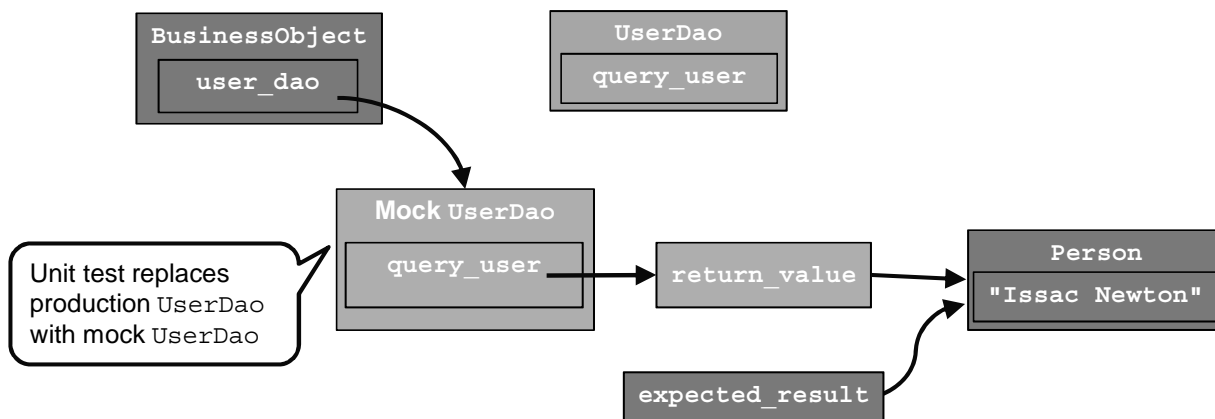 BusinessObject
user_dao
UserDao
query_user
Mock UserDao
query_user
Unit test replaces
production UserDao
with mock UserDao
return_value
Person
"Issac Newton"
expected_result